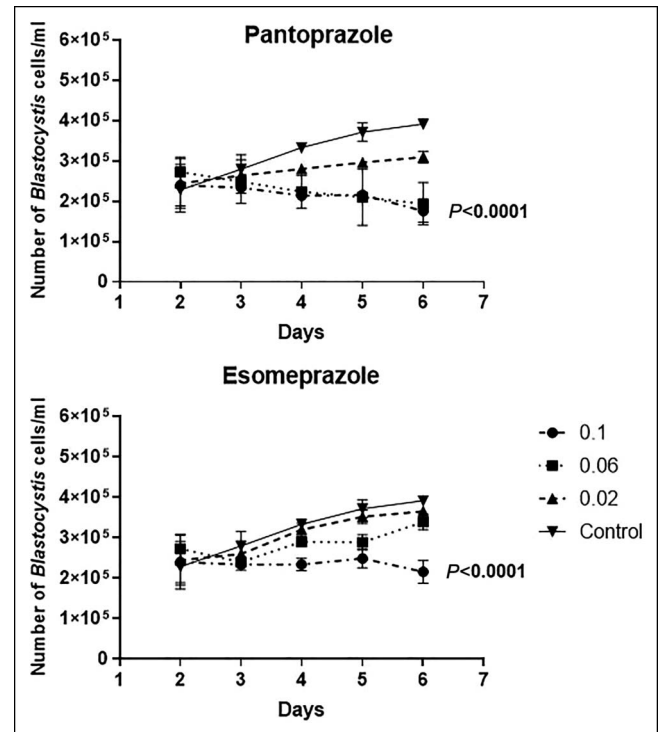 Pantoprazole
Number of Blastocystis cells/ml
6×10⁵
5×10⁵
4×10⁵
3×10⁵
2×10⁵
1×10⁵
0
P<0.0001
1 2 3 4 5 6 7
Days
Esomeprazole
Number of Blastocystis cells/ml
6×10⁵
5×10⁵
4×10⁵
3×10⁵
2×10⁵
1×10⁵
0
P<0.0001
1 2 3 4 5 6 7
Days
0.1
0.06
0.02
Control